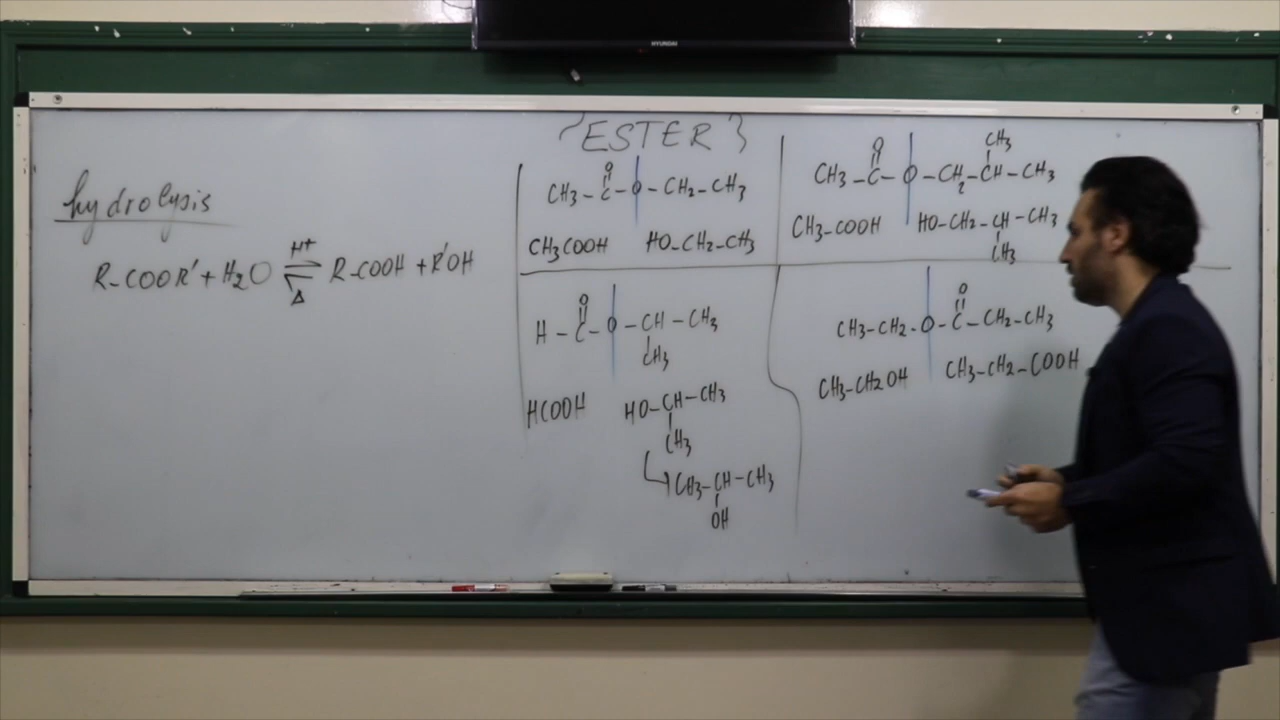 HYUNDAI
{ESTER}
hydrolysis
R-COOR' + H2O ⇌ R-COOH + R'OH
H+
Δ
O
CH3-C-O-CH2-CH3
CH3COOH HO-CH2-CH3
CH3
O
CH3-C-O-CH2-CH-CH3
CH3-COOH HO-CH2-CH-CH3
CH3
O
H-C-O-CH-CH3
CH3
HCOOH HO-CH-CH3
CH3
CH3-CH-CH3
OH
O
CH3-CH2-O-C-CH2-CH3
CH3-CH2OH CH3-CH2-COOH